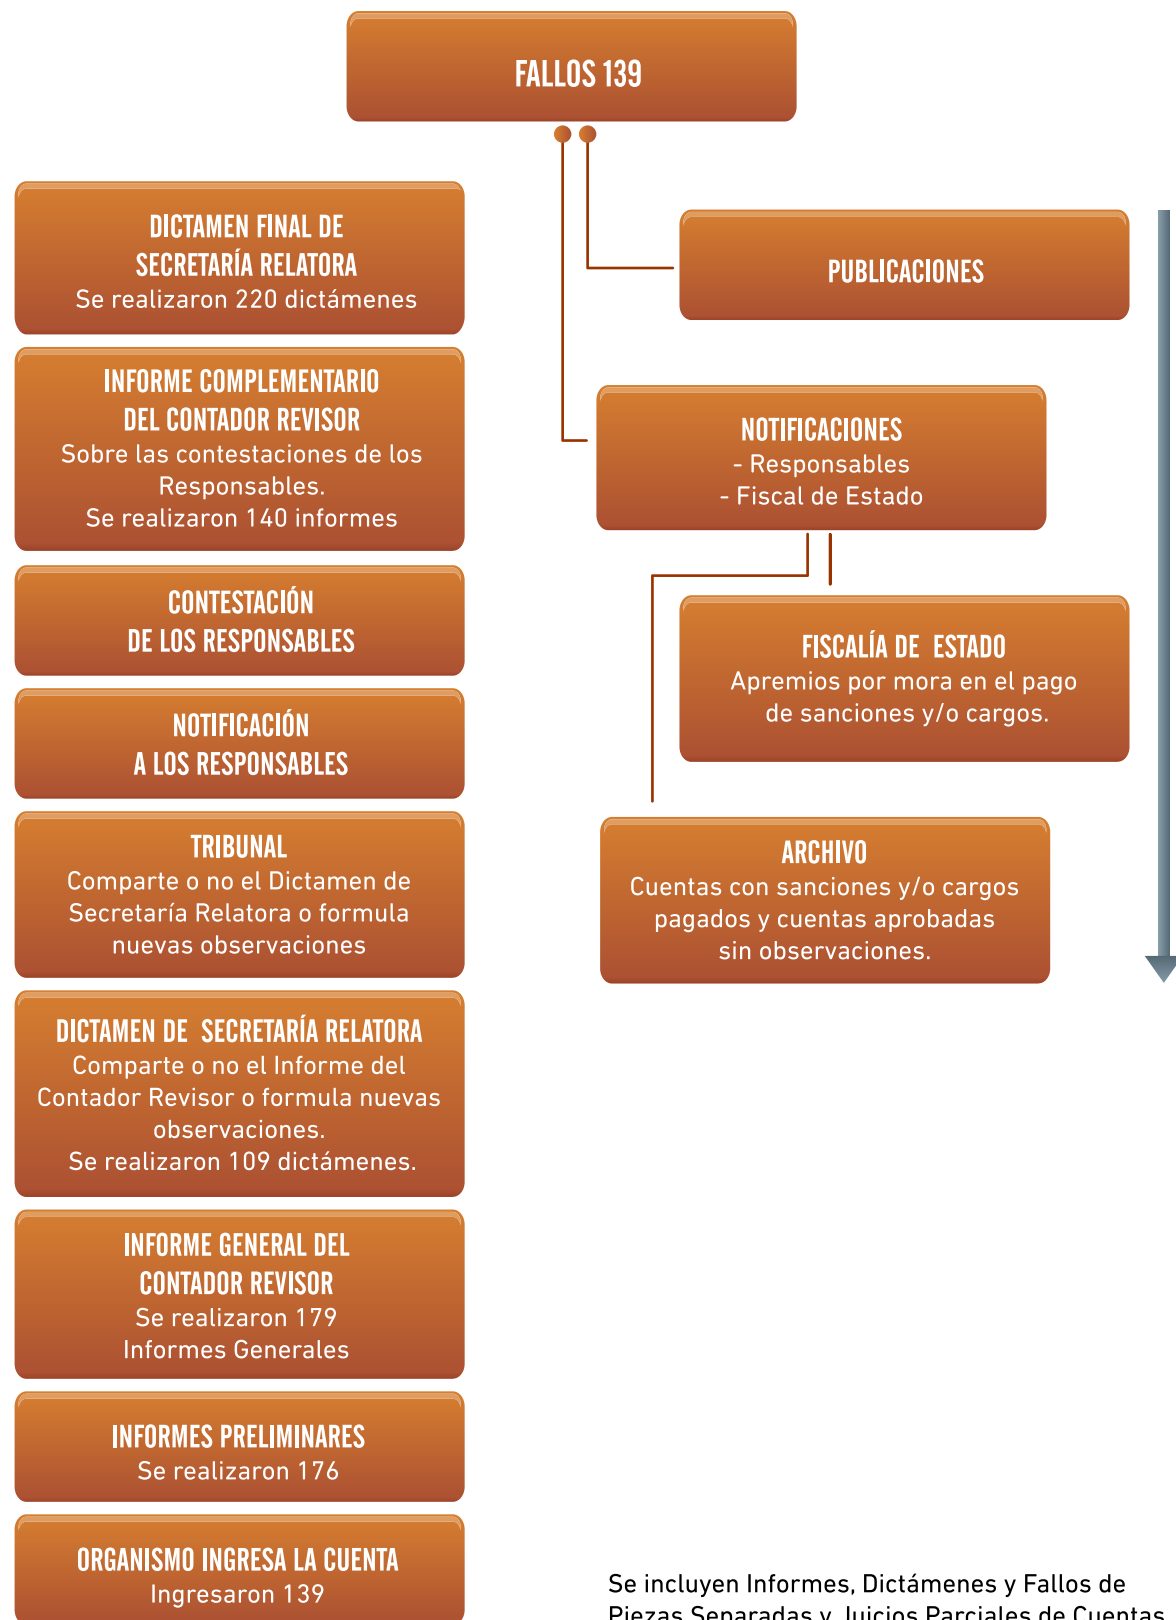 FALLOS 139
DICTAMEN FINAL DE
SECRETARÍA RELATORA
Se realizaron 220 dictámenes
INFORME COMPLEMENTARIO
DEL CONTADOR REVISOR
Sobre las contestaciones de los
Responsables.
Se realizaron 140 informes
CONTESTACIÓN
DE LOS RESPONSABLES
NOTIFICACIÓN
A LOS RESPONSABLES
TRIBUNAL
Comparte o no el Dictamen de
Secretaría Relatora o formula
nuevas observaciones
DICTAMEN DE SECRETARÍA RELATORA
Comparte o no el Informe del
Contador Revisor o formula nuevas
observaciones.
Se realizaron 109 dictámenes.
INFORME GENERAL DEL
CONTADOR REVISOR
Se realizaron 179
Informes Generales
INFORMES PRELIMINARES
Se realizaron 176
ORGANISMO INGRESA LA CUENTA
Ingresaron 139
PUBLICACIONES
NOTIFICACIONES
- Responsables
- Fiscal de Estado
FISCALÍA DE ESTADO
Apremios por mora en el pago
de sanciones y/o cargos.
ARCHIVO
Cuentas con sanciones y/o cargos
pagados y cuentas aprobadas
sin observaciones.
Se incluyen Informes, Dictámenes y Fallos de
Piezas Separadas y Juicios Parciales de Cuentas